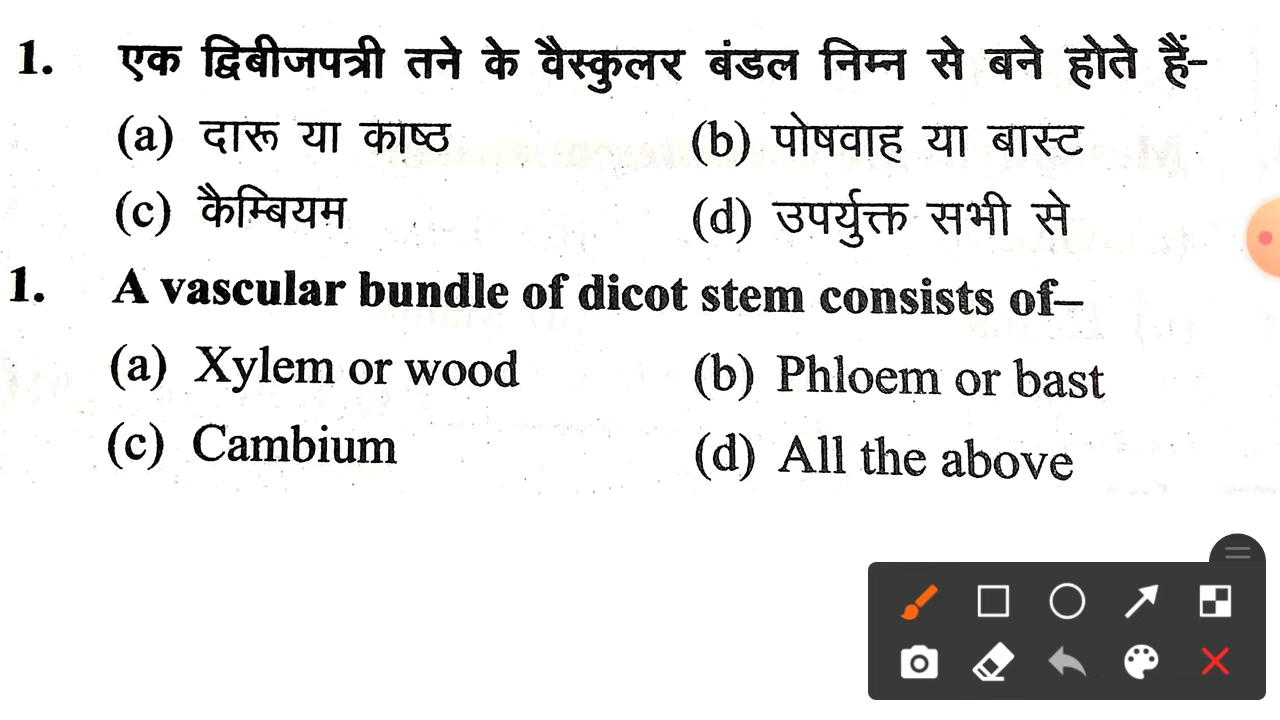 1. एक द्विबीजपत्री तने के वैस्कुलर बंडल निम्न से बने होते हैं-
(a) दारू या काष्ठ (b) पोषवाह या बास्ट
(c) कैम्बियम (d) उपर्युक्त सभी से
1. A vascular bundle of dicot stem consists of–
(a) Xylem or wood (b) Phloem or bast
(c) Cambium (d) All the above